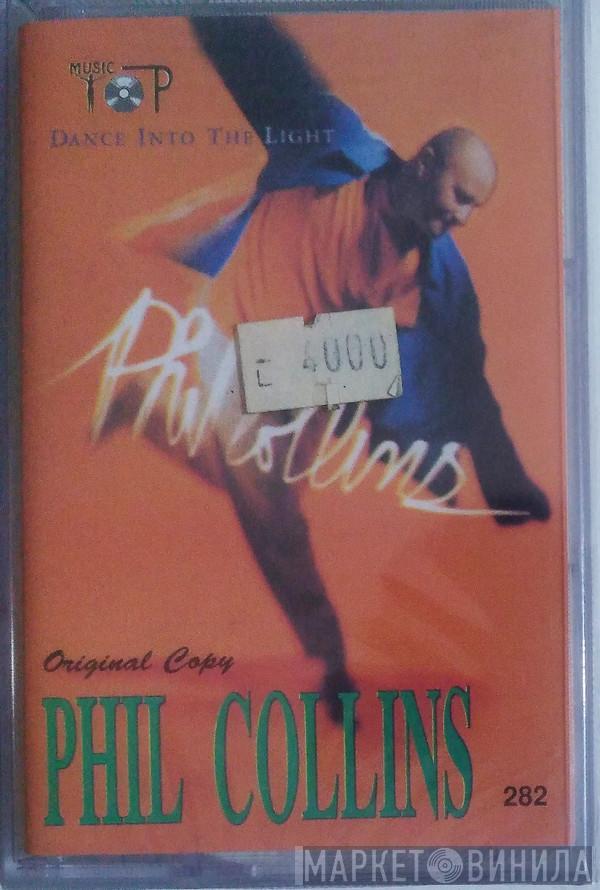 MUSIC
TOP
DANCE INTO THE LIGHT
4000
Phil Collins
Original Copy
PHIL COLLINS
282
МАРКЕТ ВИНИЛА